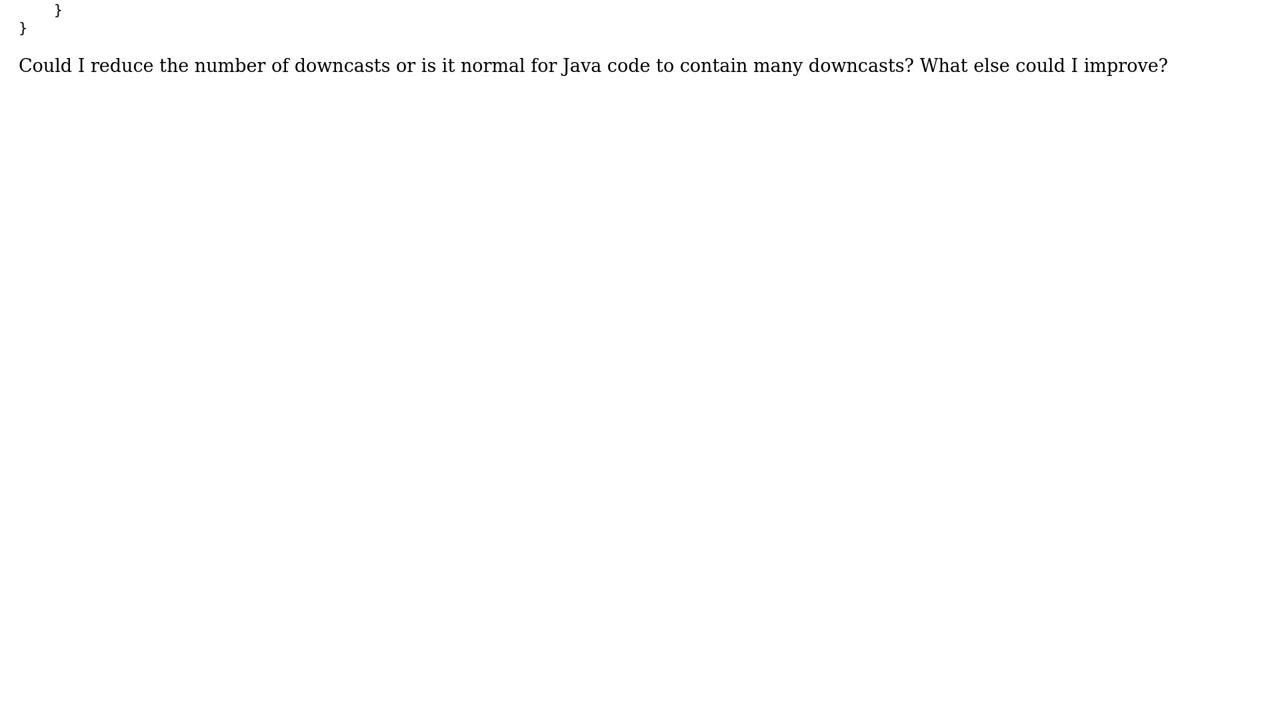 }
}
Could I reduce the number of downcasts or is it normal for Java code to contain many downcasts? What else could I improve?